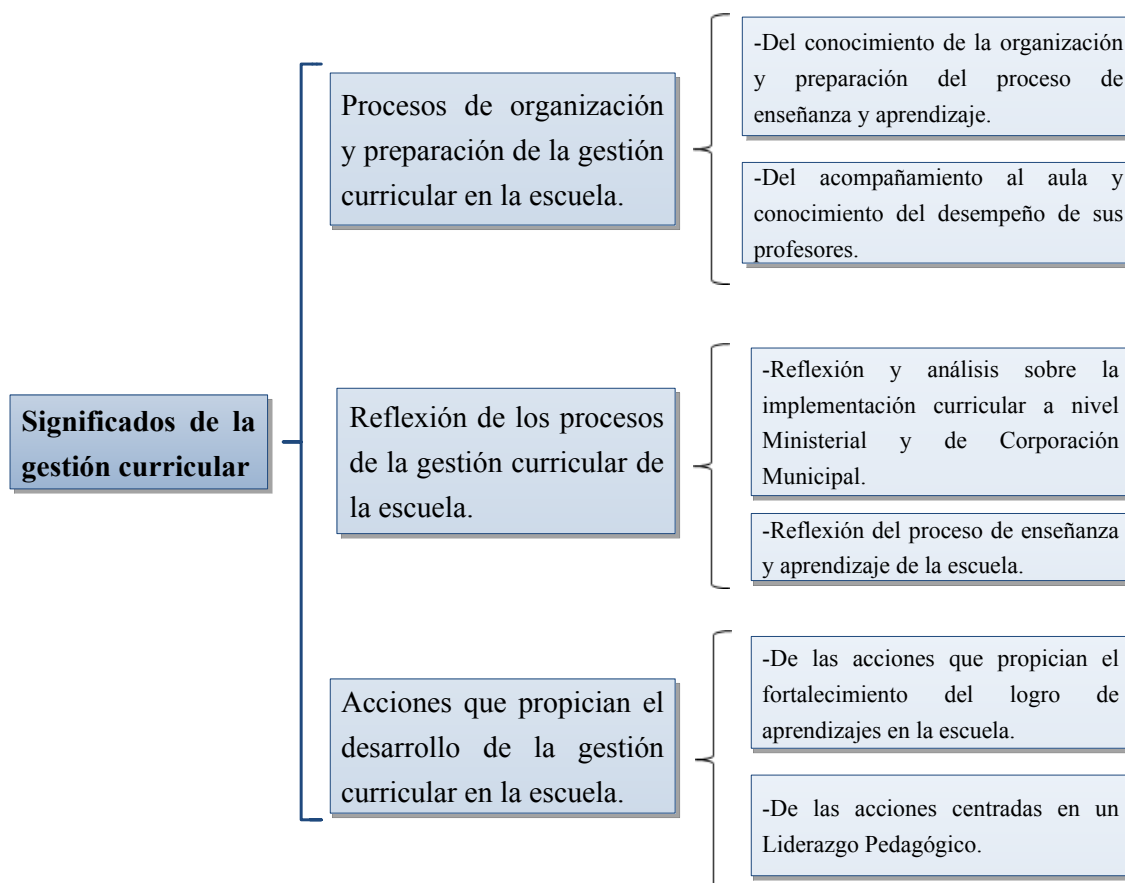 Significados de la
gestión curricular
Procesos de organización
y preparación de la gestión
curricular en la escuela.
-Del conocimiento de la organización
y preparación del proceso de
enseñanza y aprendizaje.
-Del acompañamiento al aula y
conocimiento del desempeño de sus
profesores.
Reflexión de los procesos
de la gestión curricular de
la escuela.
-Reflexión y análisis sobre la
implementación curricular a nivel
Ministerial y de Corporación
Municipal.
-Reflexión del proceso de enseñanza
y aprendizaje de la escuela.
Acciones que propician el
desarrollo de la gestión
curricular en la escuela.
-De las acciones que propician el
fortalecimiento del logro de
aprendizajes en la escuela.
-De las acciones centradas en un
Liderazgo Pedagógico.